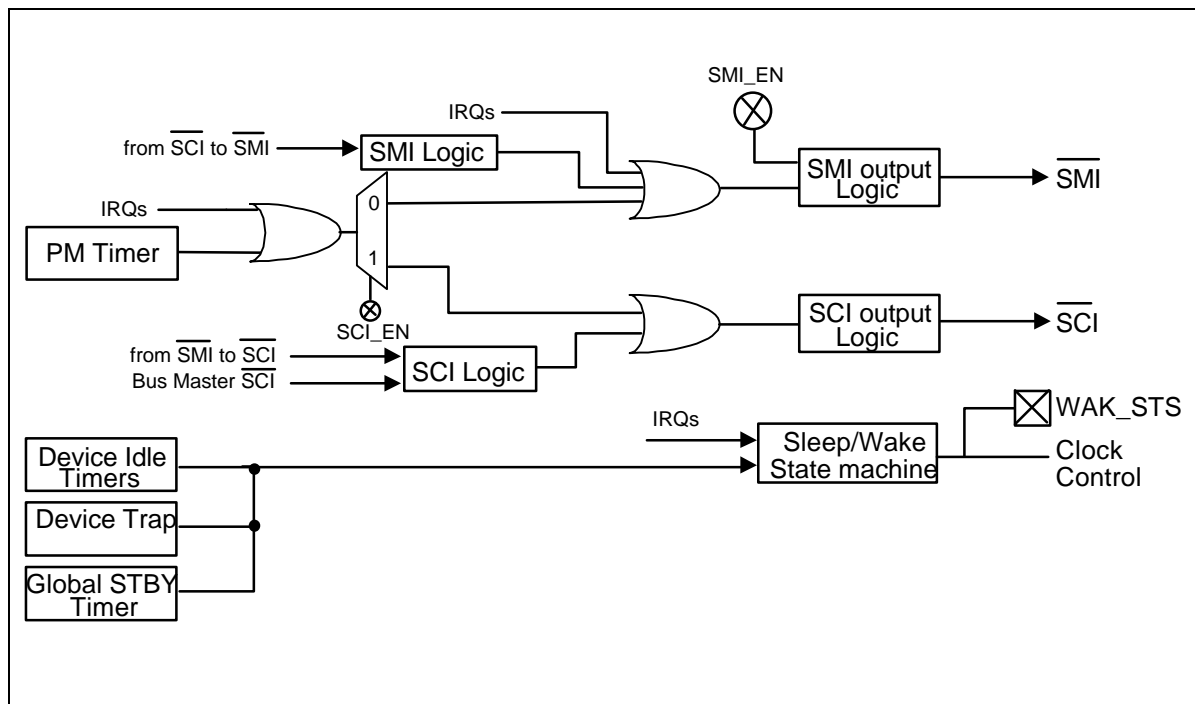 SMI_EN
IRQs
from SCI to SMI
SMI Logic
SMI output
Logic
SMI
IRQs
0
PM Timer
1
SCI_EN
SCI output
Logic
SCI
from SMI to SCI
Bus Master SCI
SCI Logic
WAK_STS
IRQs
Sleep/Wake
State machine
Clock
Control
Device Idle
Timers
Device Trap
Global STBY
Timer